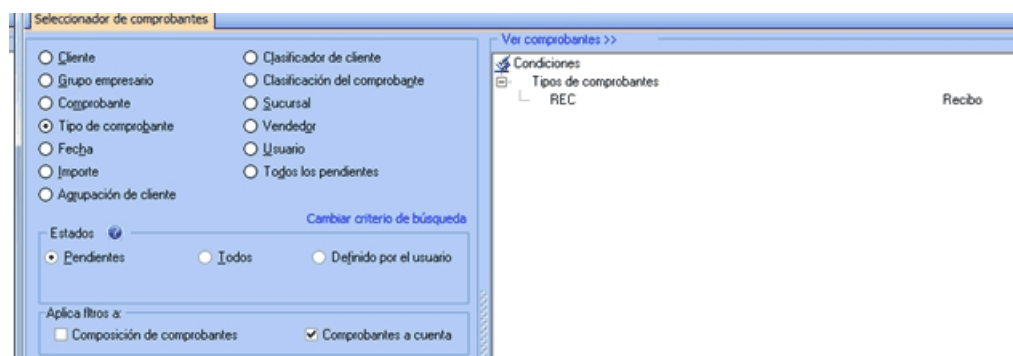 Seleccionador de comprobantes
Cliente
Clasificador de cliente
Grupo empresario
Clasificación del comprobante
Comprobante
Sucursal
Tipo de comprobante
Vendedor
Fecha
Usuario
Importe
Todos los pendientes
Agrupación de cliente
Cambiar criterio de búsqueda
Estados
Pendientes
Todos
Definido por el usuario
Aplica filtros a:
Composición de comprobantes
Comprobantes a cuenta
Ver comprobantes >>
Condiciones
Tipos de comprobantes
REC Recibo